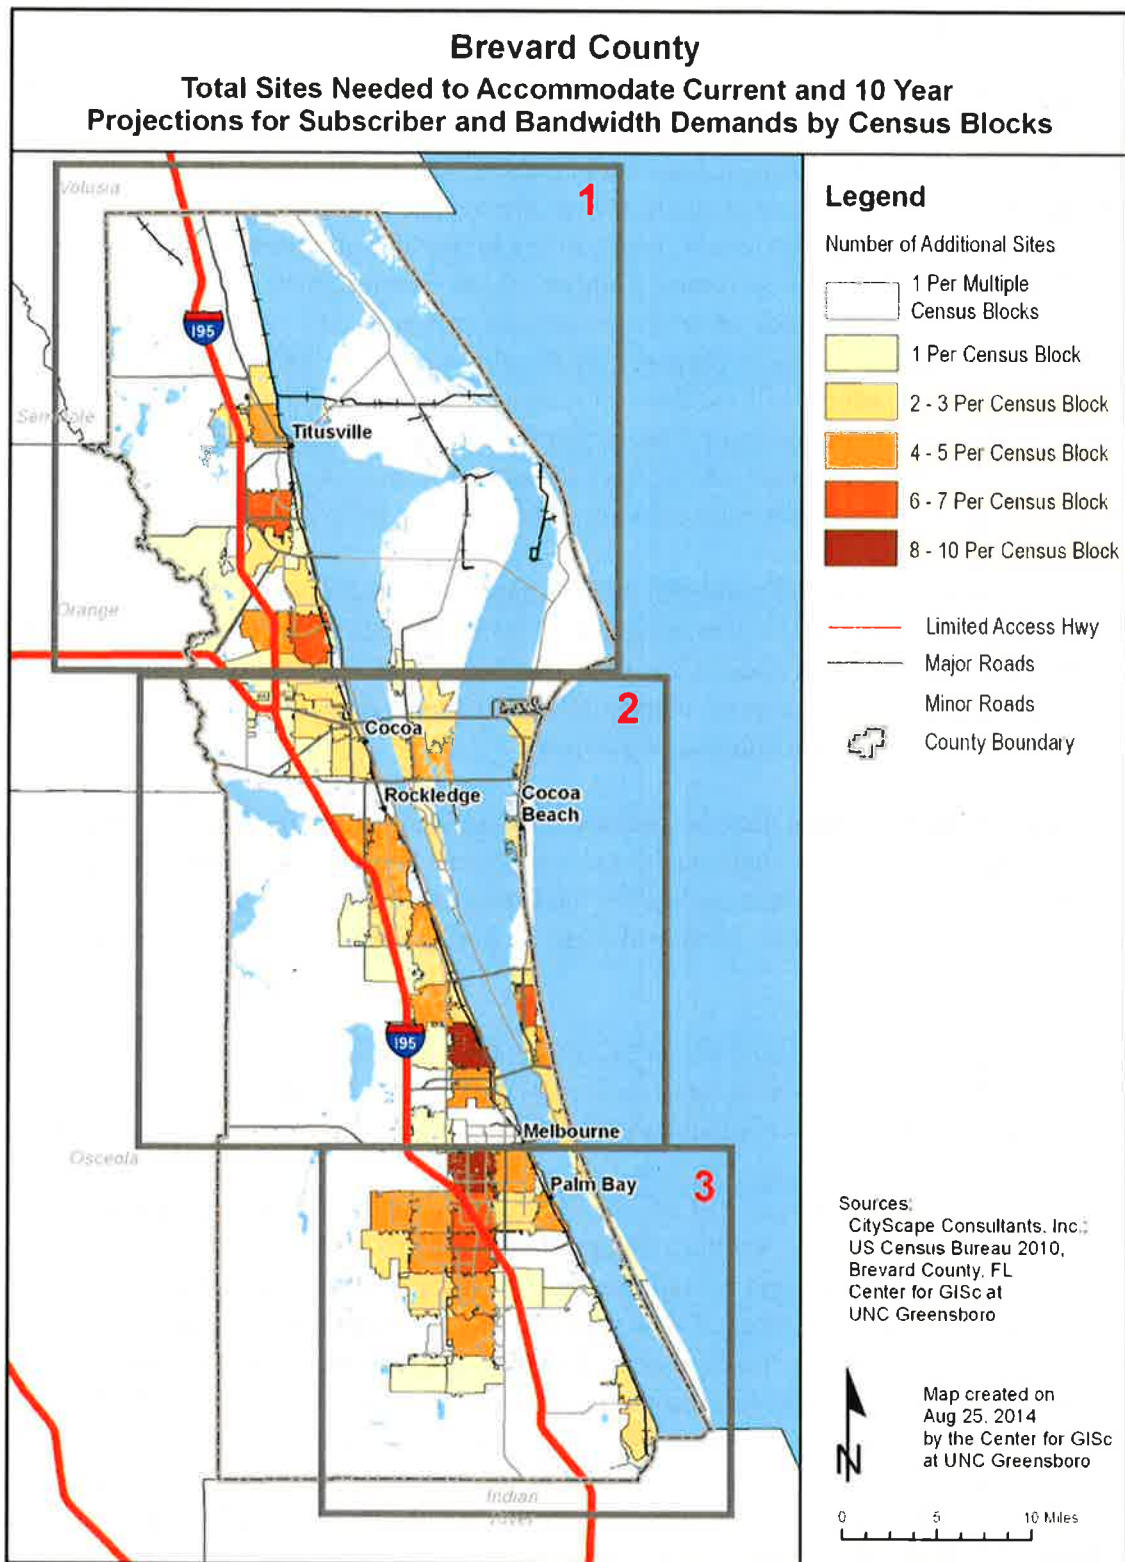 Brevard County
Total Sites Needed to Accommodate Current and 10 Year
Projections for Subscriber and Bandwidth Demands by Census Blocks
Volusia
1
195
Seminole
Titusville
Orange
2
Cocoa
Rockledge
Cocoa
Beach
195
Melbourne
Osceola
Palm Bay
3
Indian
River
Legend
Number of Additional Sites
1 Per Multiple
Census Blocks
1 Per Census Block
2 - 3 Per Census Block
4 - 5 Per Census Block
6 - 7 Per Census Block
8 - 10 Per Census Block
Limited Access Hwy
Major Roads
Minor Roads
County Boundary
Sources:
CityScape Consultants, Inc.;
US Census Bureau 2010,
Brevard County, FL
Center for GISc at
UNC Greensboro
Map created on
Aug 25, 2014
by the Center for GISc
at UNC Greensboro
N
0 5 10 Miles